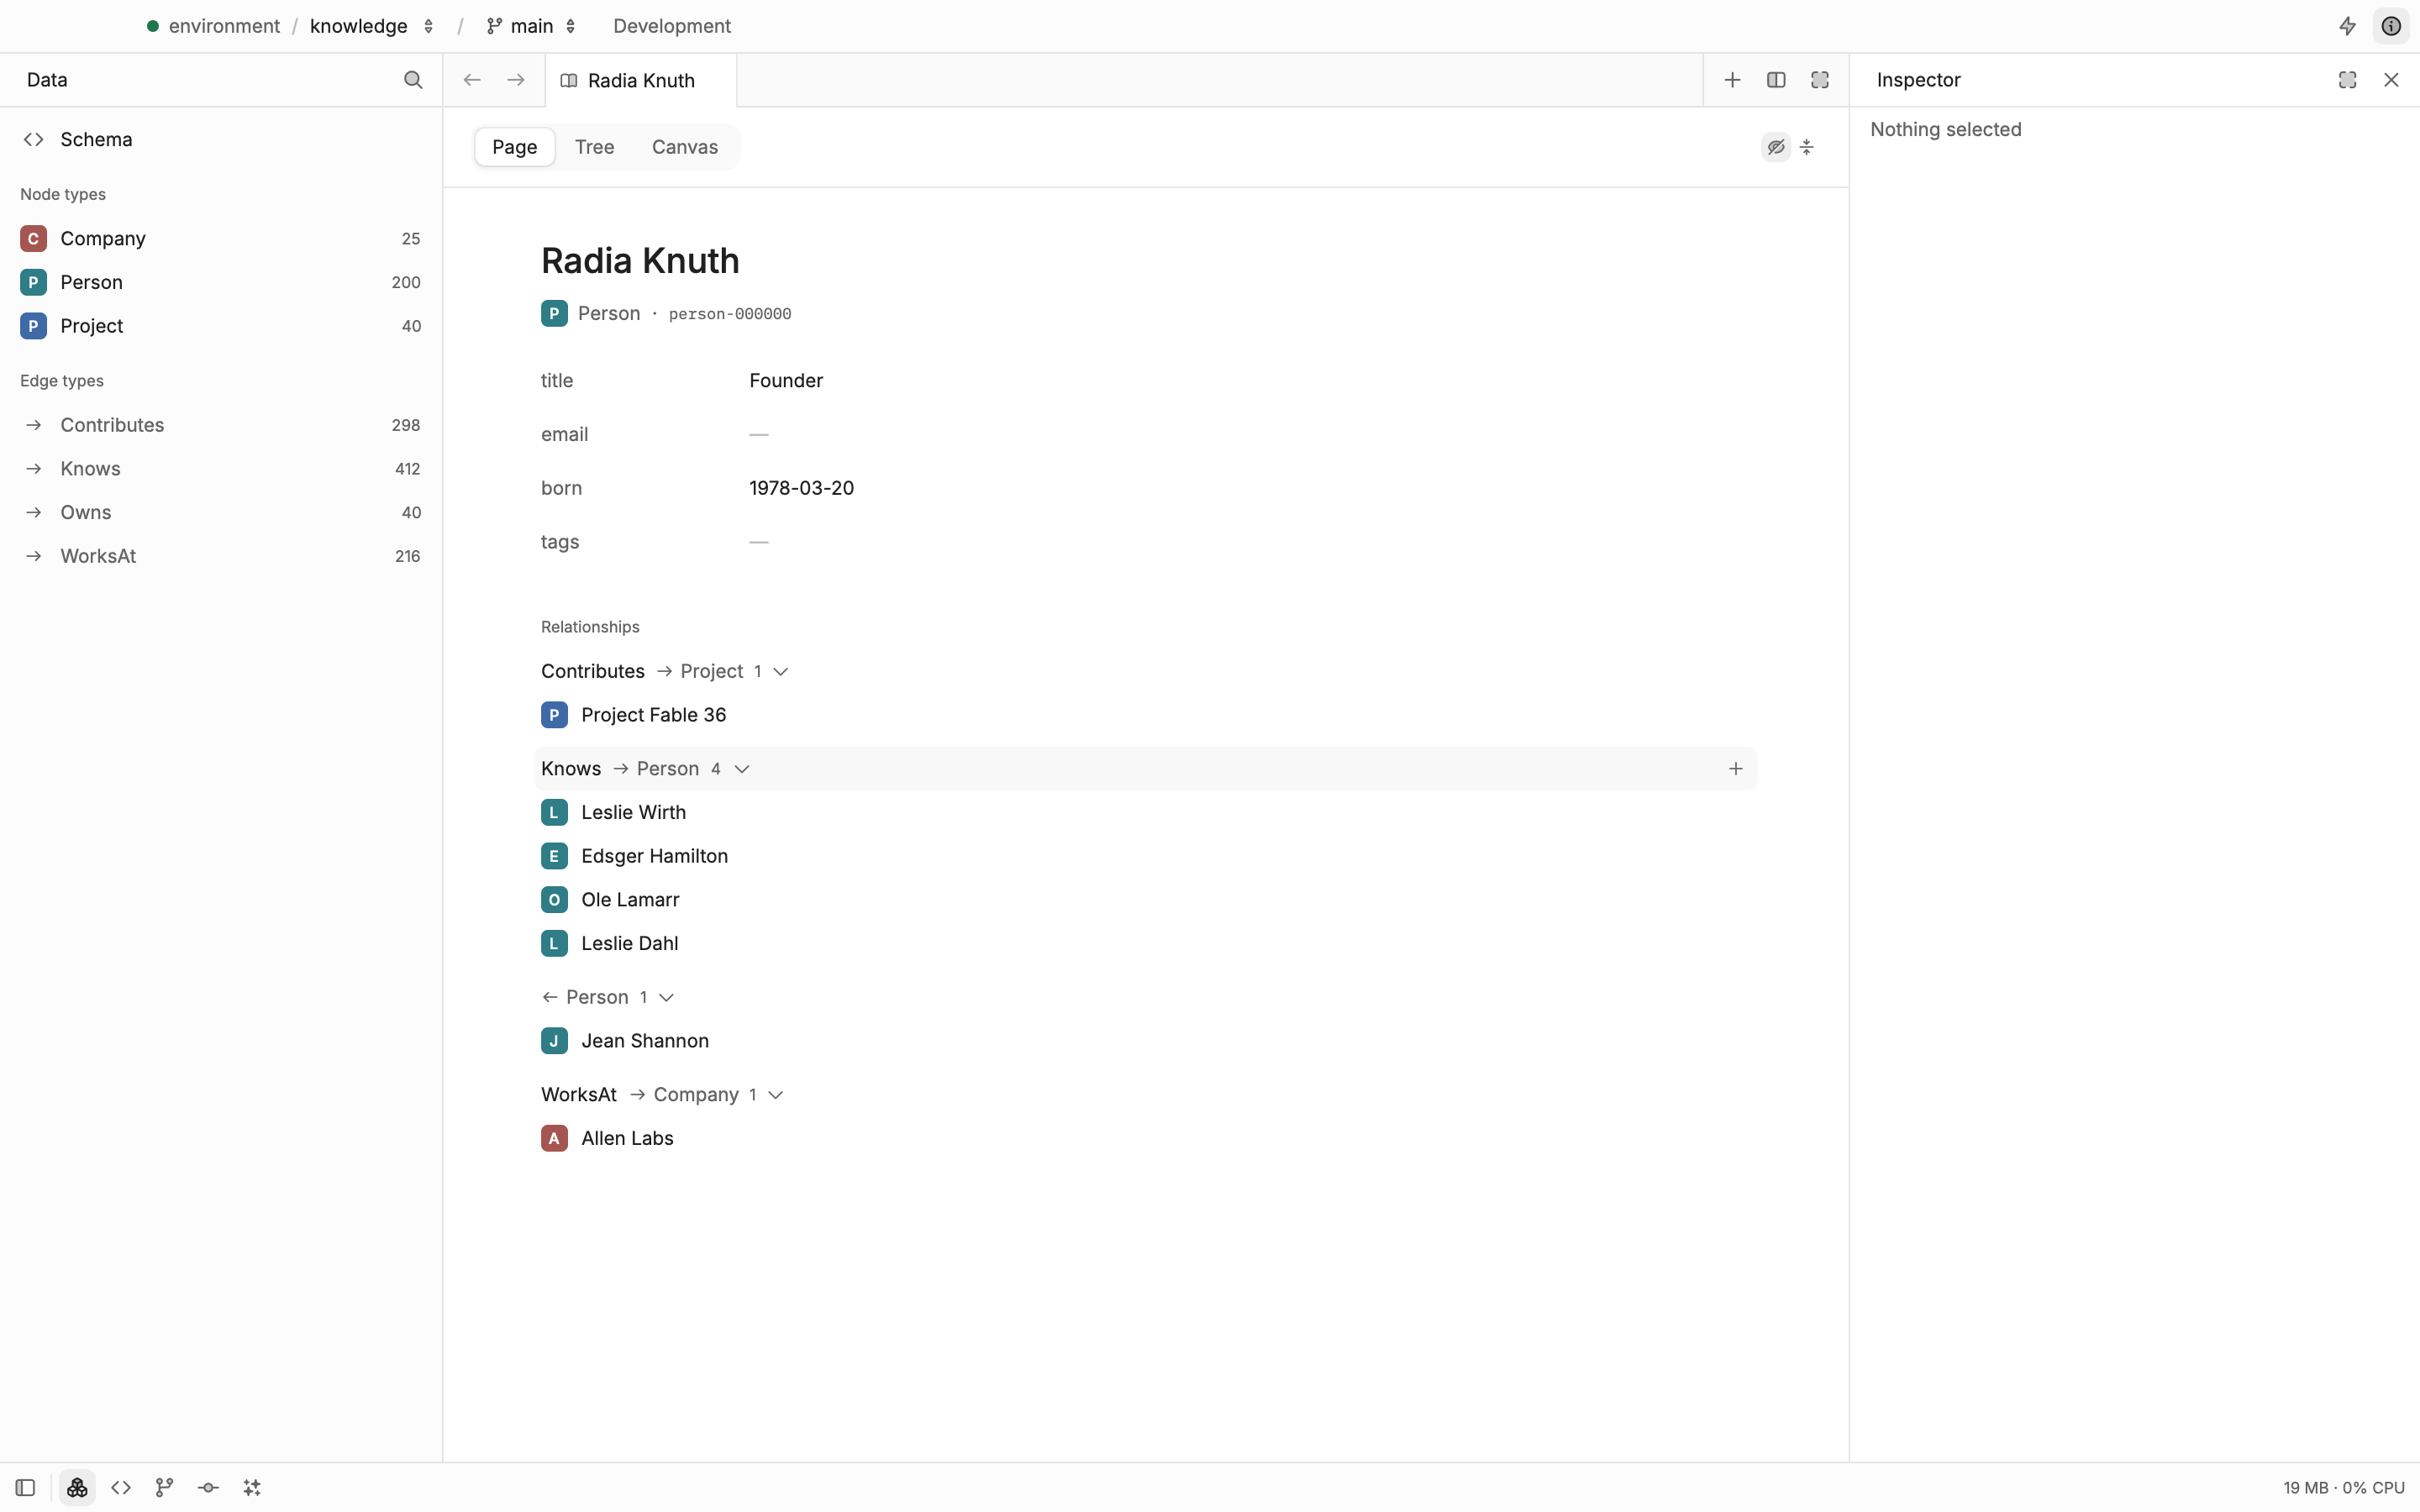 environment / knowledge / main Development
Data
Radia Knuth
Inspector
Schema
Page Tree Canvas
Nothing selected
Node types
C Company 25
P Person 200
P Project 40
Edge types
→ Contributes 298
→ Knows 412
→ Owns 40
→ WorksAt 216
Radia Knuth
P Person · person-000000
title Founder
email —
born 1978-03-20
tags —
Relationships
Contributes → Project 1
P Project Fable 36
Knows → Person 4
L Leslie Wirth
E Edsger Hamilton
O Ole Lamarr
L Leslie Dahl
← Person 1
J Jean Shannon
WorksAt → Company 1
A Allen Labs
19 MB · 0% CPU